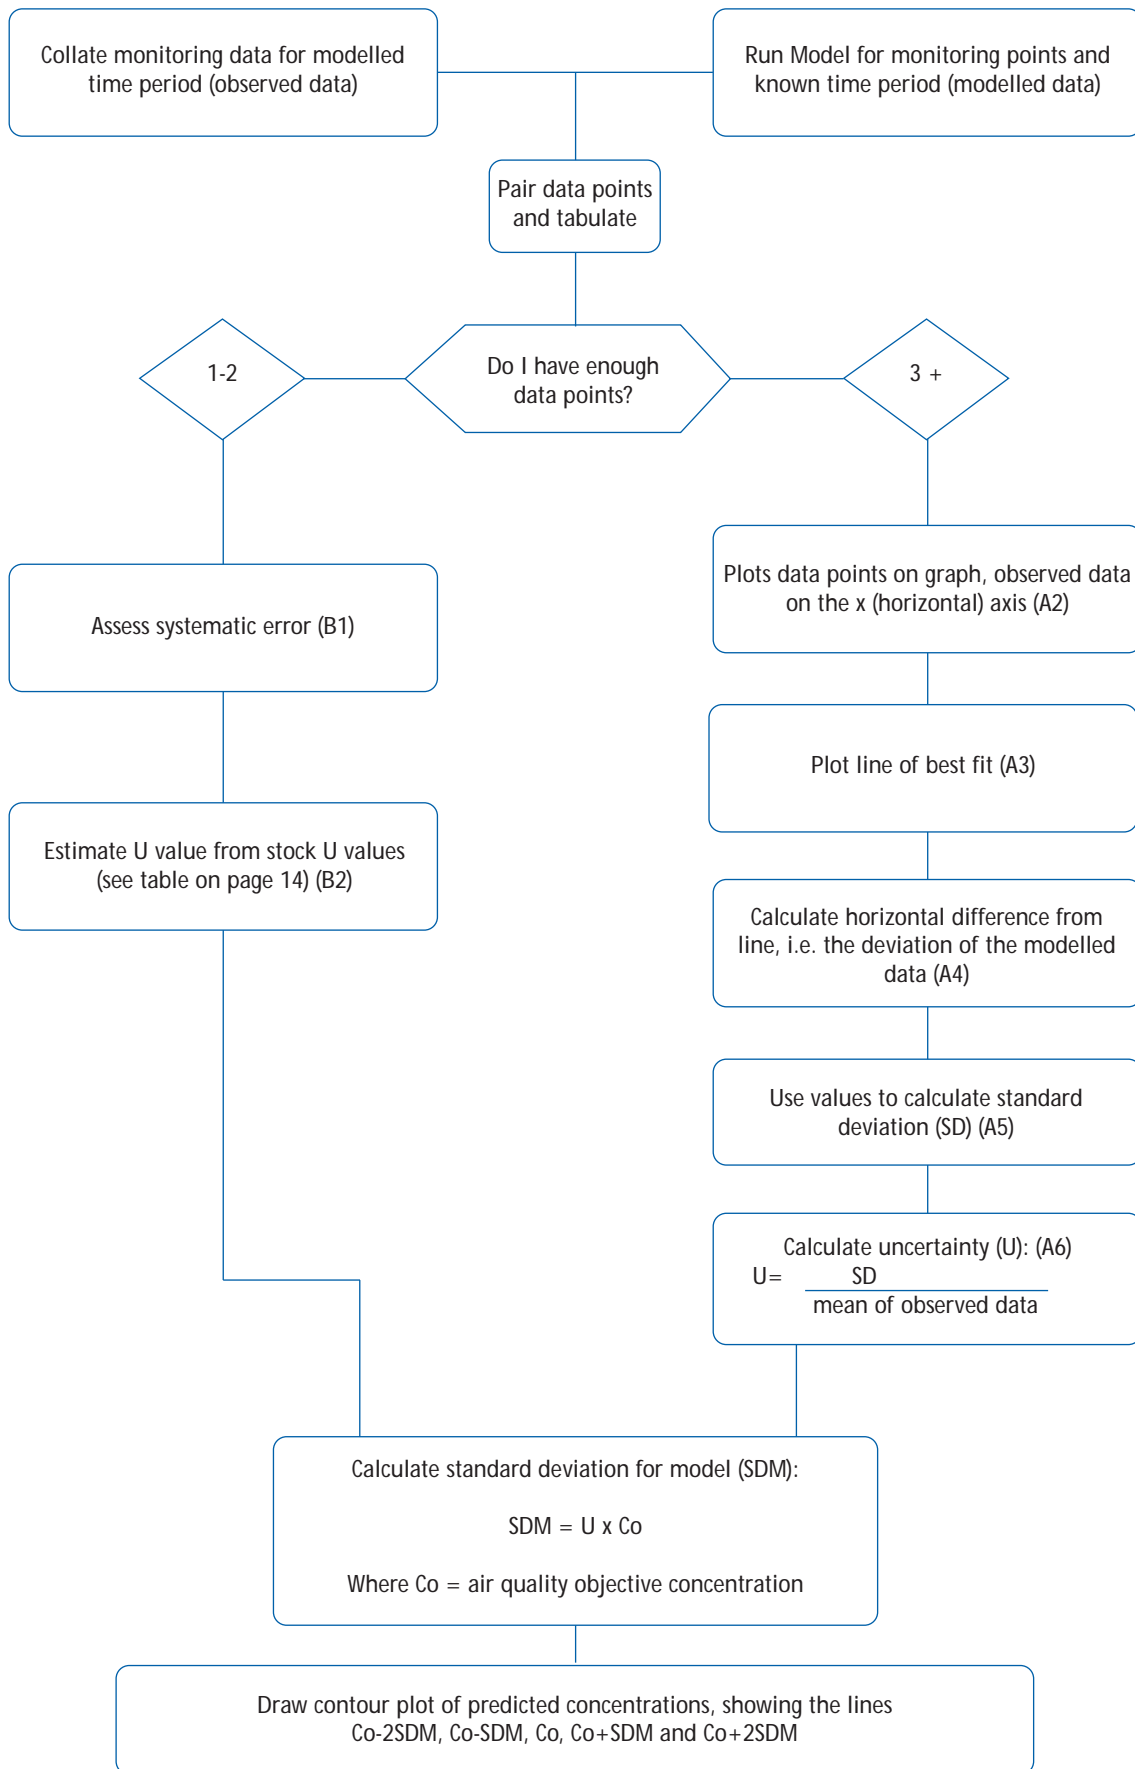 Collate monitoring data for modelled
time period (observed data)
Run Model for monitoring points and
known time period (modelled data)
Pair data points
and tabulate
1-2
Do I have enough
data points?
3 +
Assess systematic error (B1)
Estimate U value from stock U values
(see table on page 14) (B2)
Plots data points on graph, observed data
on the x (horizontal) axis (A2)
Plot line of best fit (A3)
Calculate horizontal difference from
line, i.e. the deviation of the modelled
data (A4)
Use values to calculate standard
deviation (SD) (A5)
Calculate uncertainty (U): (A6)
U= SD
mean of observed data
Calculate standard deviation for model (SDM):
SDM = U x Co
Where Co = air quality objective concentration
Draw contour plot of predicted concentrations, showing the lines
Co-2SDM, Co-SDM, Co, Co+SDM and Co+2SDM